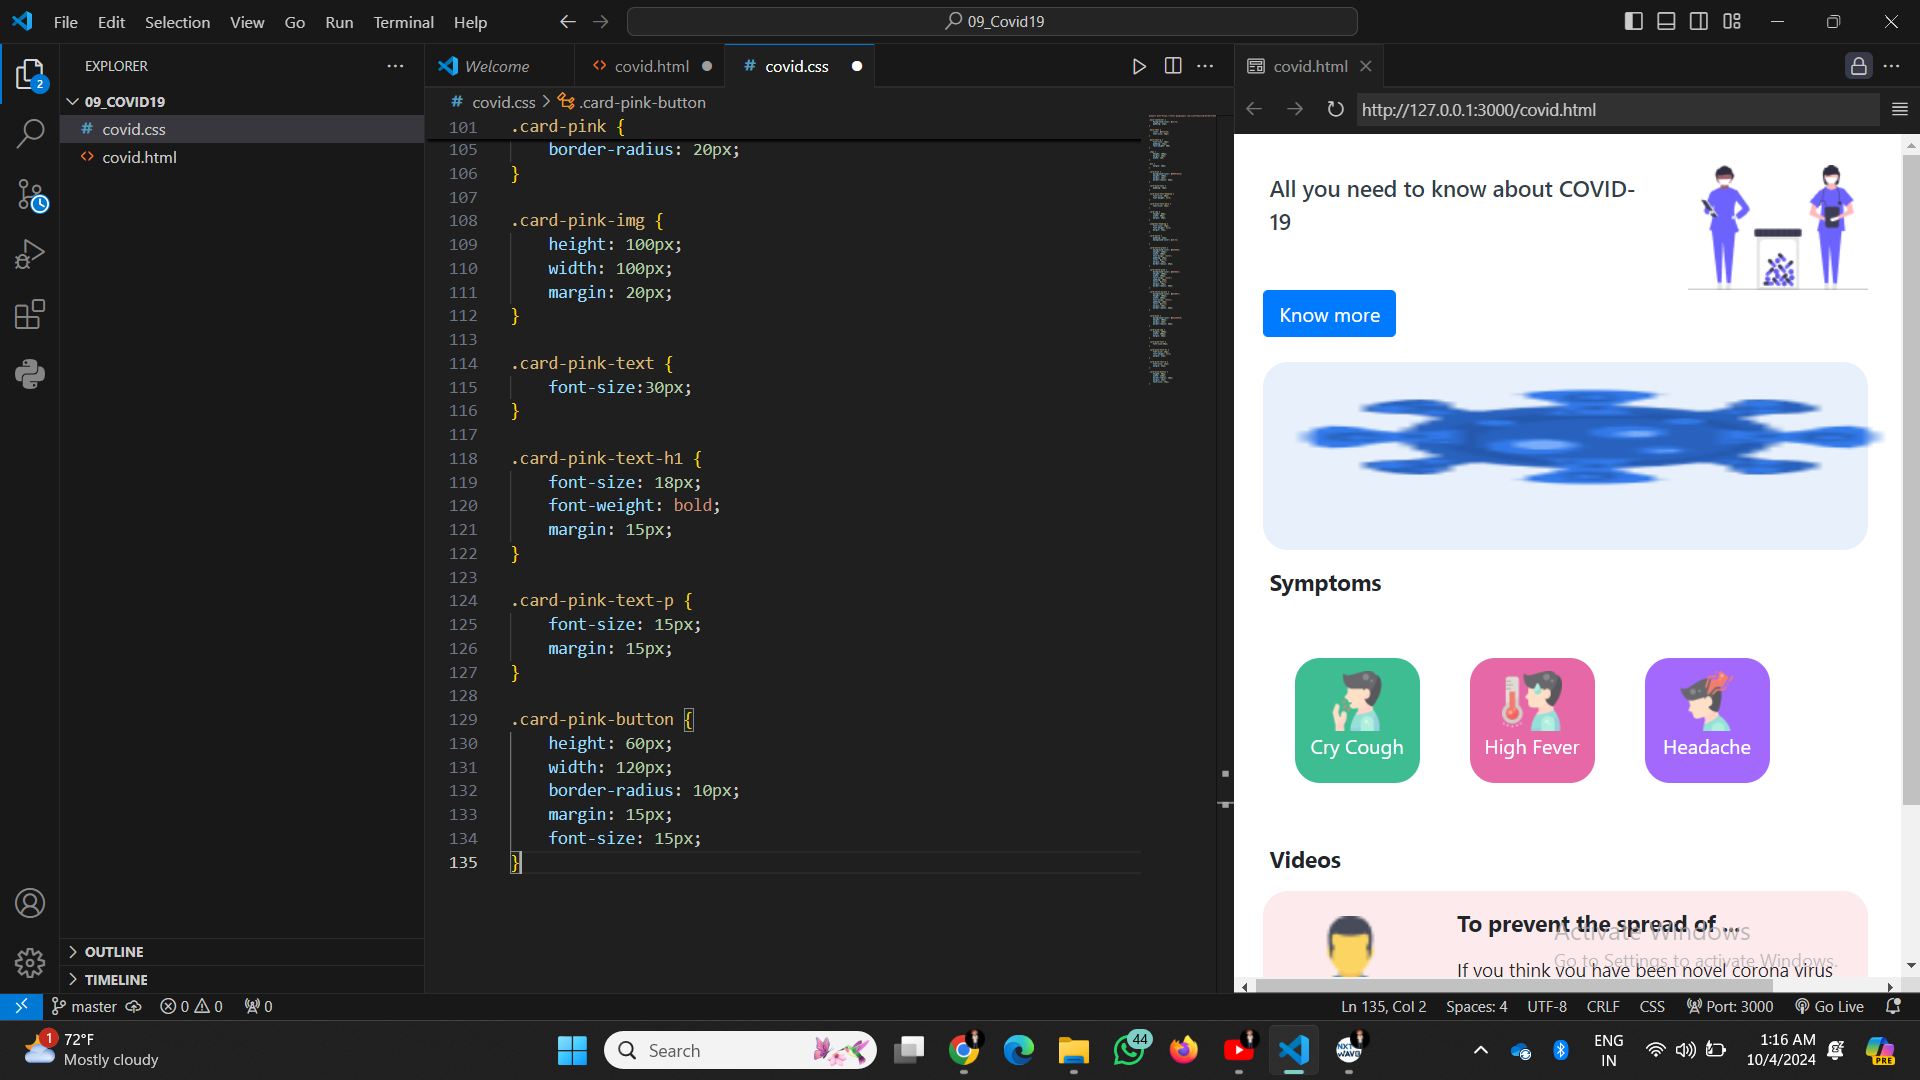 File Edit Selection View Go Run Terminal Help
09_Covid19
EXPLORER
2
09_COVID19
# covid.css
<> covid.html
OUTLINE
TIMELINE
Welcome
<> covid.html
# covid.css
# covid.css > .card-pink-button
101 .card-pink {
105 border-radius: 20px;
106 }
107
108 .card-pink-img {
109 height: 100px;
110 width: 100px;
111 margin: 20px;
112 }
113
114 .card-pink-text {
115 font-size:30px;
116 }
117
118 .card-pink-text-h1 {
119 font-size: 18px;
120 font-weight: bold;
121 margin: 15px;
122 }
123
124 .card-pink-text-p {
125 font-size: 15px;
126 margin: 15px;
127 }
128
129 .card-pink-button {
130 height: 60px;
131 width: 120px;
132 border-radius: 10px;
133 margin: 15px;
134 font-size: 15px;
135 }
covid.html
http://127.0.0.1:3000/covid.html
All you need to know about COVID-
19
Know more
Symptoms
Cry Cough
High Fever
Headache
Videos
To prevent the spread of ...
If you think you have been novel corona virus
Activate Windows
Go to Settings to activate Windows.
master
0 0
0
Ln 135, Col 2
Spaces: 4
UTF-8
CRLF
CSS
Port: 3000
Go Live
1
72°F
Mostly cloudy
Search
44
NXT
WAVE
ENG
IN
1:16 AM
10/4/2024
PRE